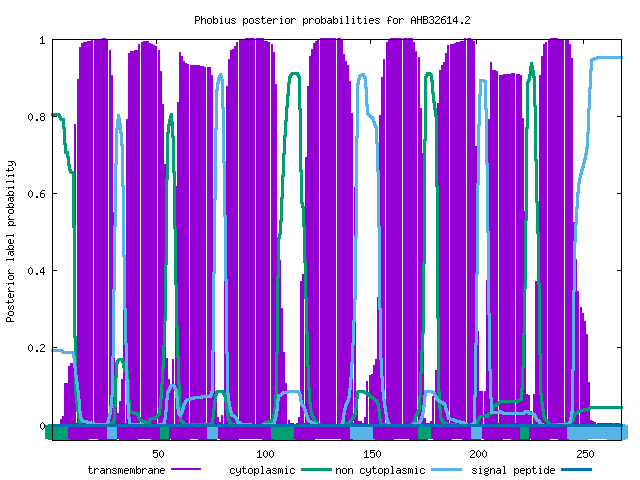 Phobius posterior probabilities for AHB32614.2
1
0.8
0.6
0.4
0.2
0
Posterior label probability
50
100
150
200
250
transmembrane
cytoplasmic
non cytoplasmic
signal peptide